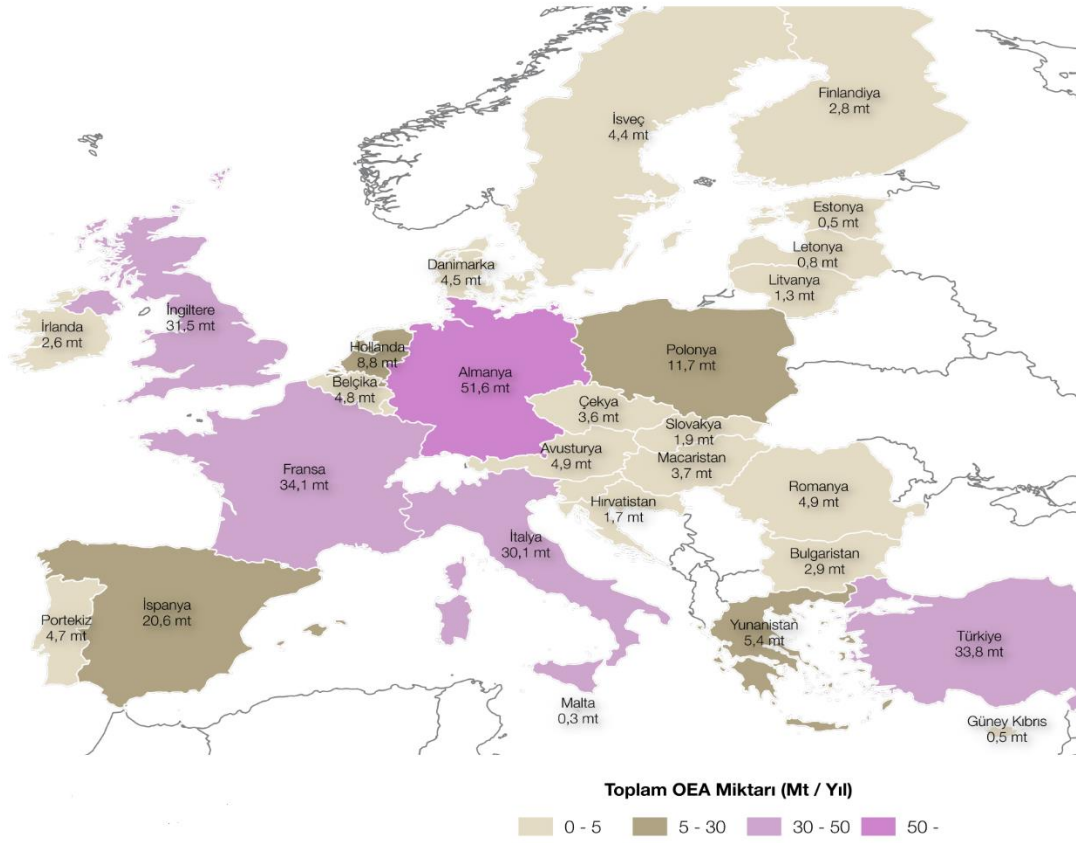 Finlandiya
2,8 mt
İsveç
4,4 mt
Estonya
0,5 mt
Letonya
0,8 mt
Litvanya
1,3 mt
Danimarka
4,5 mt
İngiltere
31,5 mt
İrlanda
2,6 mt
Hollanda
8,8 mt
Belçika
4,8 mt
Almanya
51,6 mt
Polonya
11,7 mt
Çekya
3,6 mt
Slovakya
1,9 mt
Avusturya
4,9 mt
Macaristan
3,7 mt
Fransa
34,1 mt
Romanya
4,9 mt
Hırvatistan
1,7 mt
İtalya
30,1 mt
Bulgaristan
2,9 mt
İspanya
20,6 mt
Portekiz
4,7 mt
Yunanistan
5,4 mt
Türkiye
33,8 mt
Malta
0,3 mt
Güney Kıbrıs
0,5 mt
Toplam OEA Miktarı (Mt / Yıl)
0 - 5
5 - 30
30 - 50
50 -